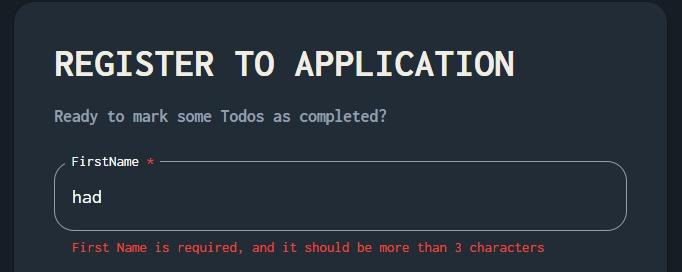 REGISTER TO APPLICATION
Ready to mark some Todos as completed?
FirstName *
had
First Name is required, and it should be more than 3 characters